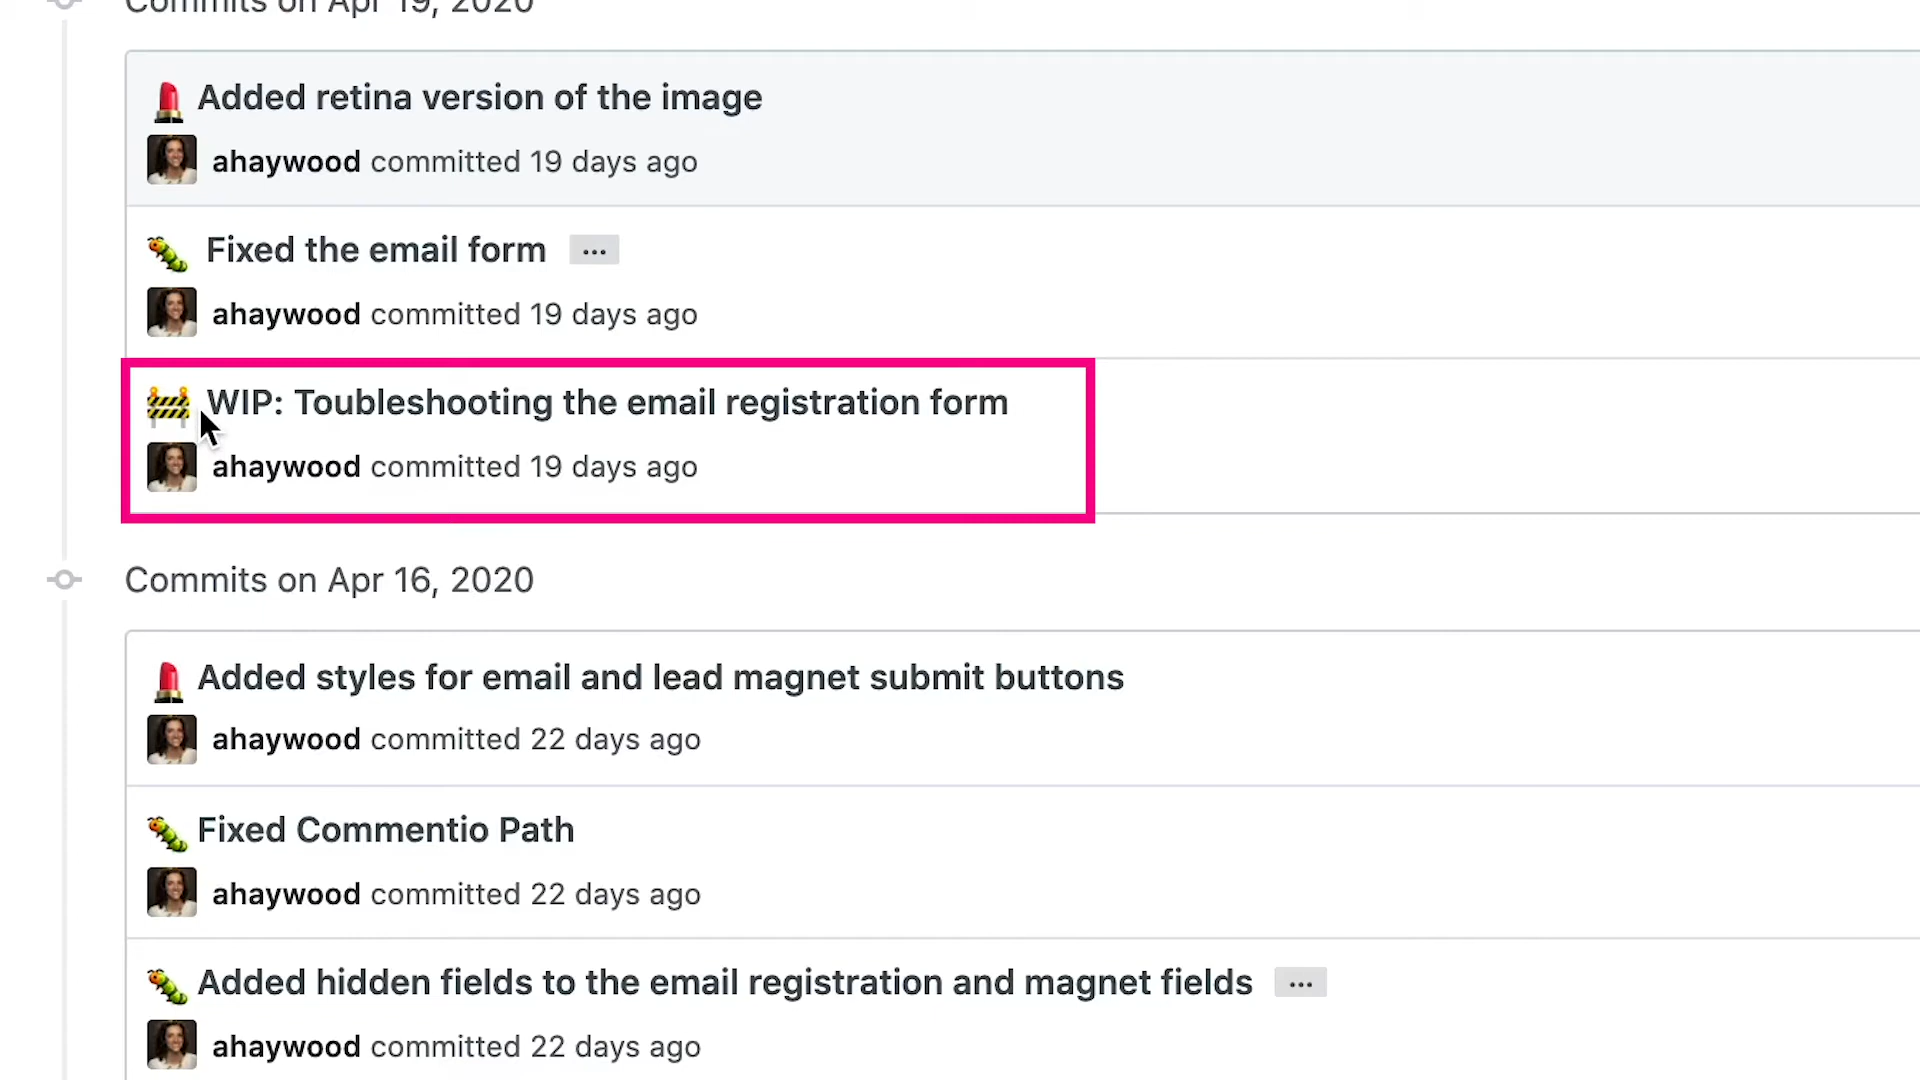 Commits on Apr 19, 2020
Added retina version of the image
ahaywood committed 19 days ago
Fixed the email form ...
ahaywood committed 19 days ago
WIP: Toubleshooting the email registration form
ahaywood committed 19 days ago
Commits on Apr 16, 2020
Added styles for email and lead magnet submit buttons
ahaywood committed 22 days ago
Fixed Commentio Path
ahaywood committed 22 days ago
Added hidden fields to the email registration and magnet fields ...
ahaywood committed 22 days ago